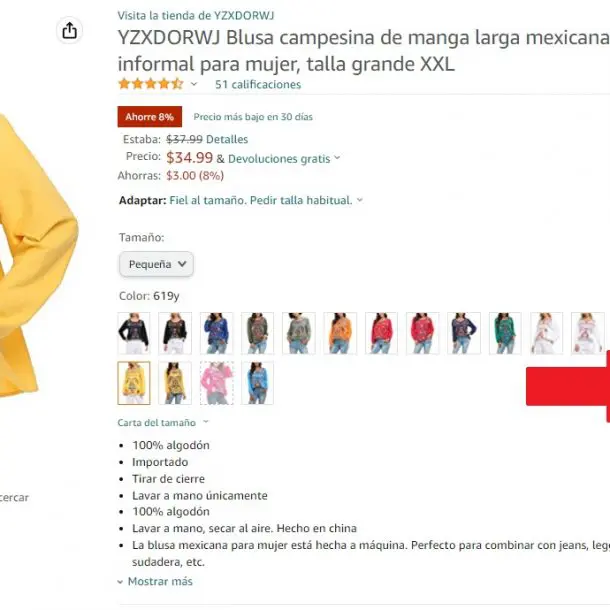 Visita la tienda de YZXDORWJ
YZXDORWJ Blusa campesina de manga larga mexicana
informal para mujer, talla grande XXL
51 calificaciones
Ahorre 8% Precio más bajo en 30 días
Estaba: $37.99 Detalles
Precio: $34.99 & Devoluciones gratis
Ahorras: $3.00 (8%)
Adaptar: Fiel al tamaño. Pedir talla habitual.
Tamaño:
Pequeña
Color: 619y
Carta del tamaño
• 100% algodón
• Importado
• Tirar de cierre
• Lavar a mano únicamente
• 100% algodón
cercar
• Lavar a mano, secar al aire. Hecho en china
• La blusa mexicana para mujer está hecha a máquina. Perfecto para combinar con jeans,
sudadera, etc.
Mostrar más